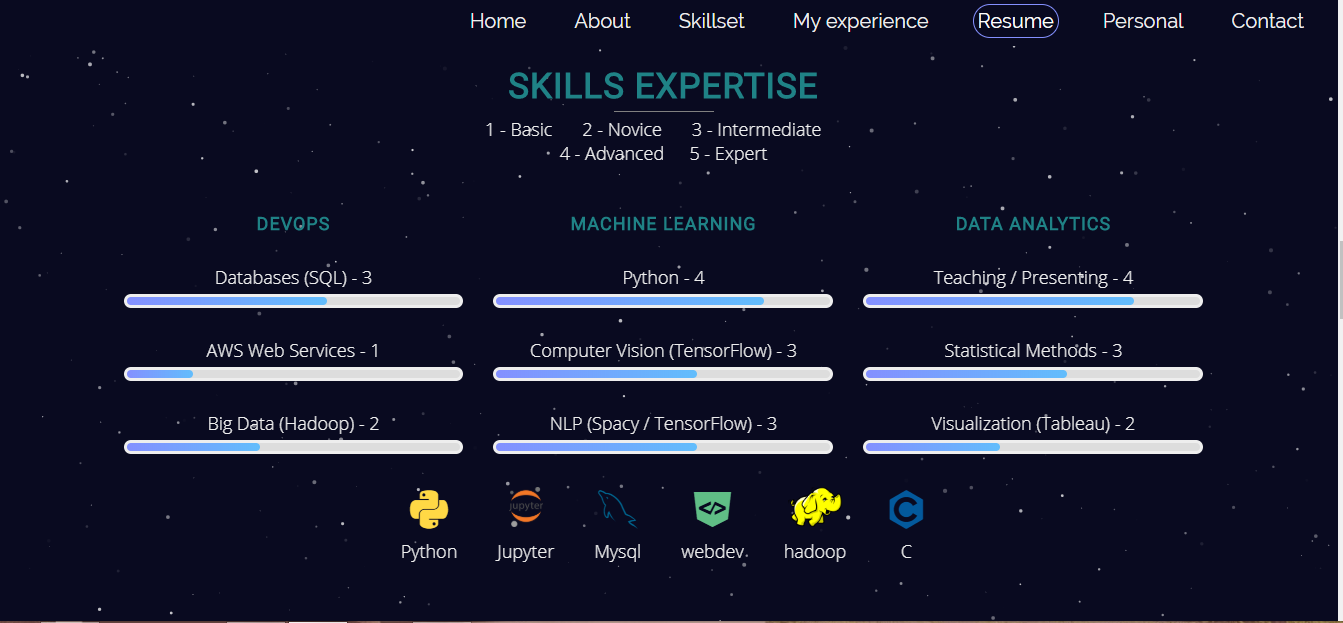 Home About Skillset My experience Resume Personal Contact
SKILLS EXPERTISE
1 - Basic 2 - Novice 3 - Intermediate
4 - Advanced 5 - Expert
DEVOPS MACHINE LEARNING DATA ANALYTICS
Databases (SQL) - 3 Python - 4 Teaching / Presenting - 4
AWS Web Services - 1 Computer Vision (TensorFlow) - 3 Statistical Methods - 3
Big Data (Hadoop) - 2 NLP (Spacy / TensorFlow) - 3 Visualization (Tableau) - 2
jupyter </> C
Python Jupyter Mysql webdev hadoop C